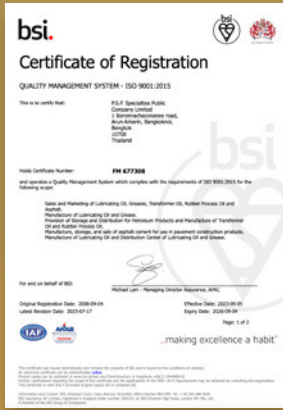 bsi.
bsi
Certificate of Registration
QUALITY MANAGEMENT SYSTEM - ISO 9001:2015
This is to certify that:
P.S.P. Specialties Public
Company Limited
1 Boromrachaconanee road,
Arun-Amarin, Bangkoknoi,
Bangkok
10700
Thailand
bsi
Holds Certificate Number:
FM 677308
and operates a Quality Management System which complies with the requirements of ISO 9001:2015 for the
following scope:
Sales and Marketing of Lubricating Oil, Greases, Transformer Oil, Rubber Process Oil and
Asphalt.
Manufacture of Lubricating Oil and Grease.
Provision of Storage and Distribution for Petroleum Products and Manufacture of Transformer
Oil and Rubber Process Oil.
Manufacture, storage, and sale of asphalt cement for use in pavement construction products.
Manufacture of Lubricating Oil and Distribution Center of Lubricating Oil and Grease.
For and on behalf of BSI:
Michael Lam - Managing Director Assurance, APAC
Original Registration Date: 2008-09-04
Effective Date: 2023-09-05
Latest Revision Date: 2023-07-17
Expiry Date: 2026-09-04
Page: 1 of 2
IAF
ANAB
...making excellence a habit.